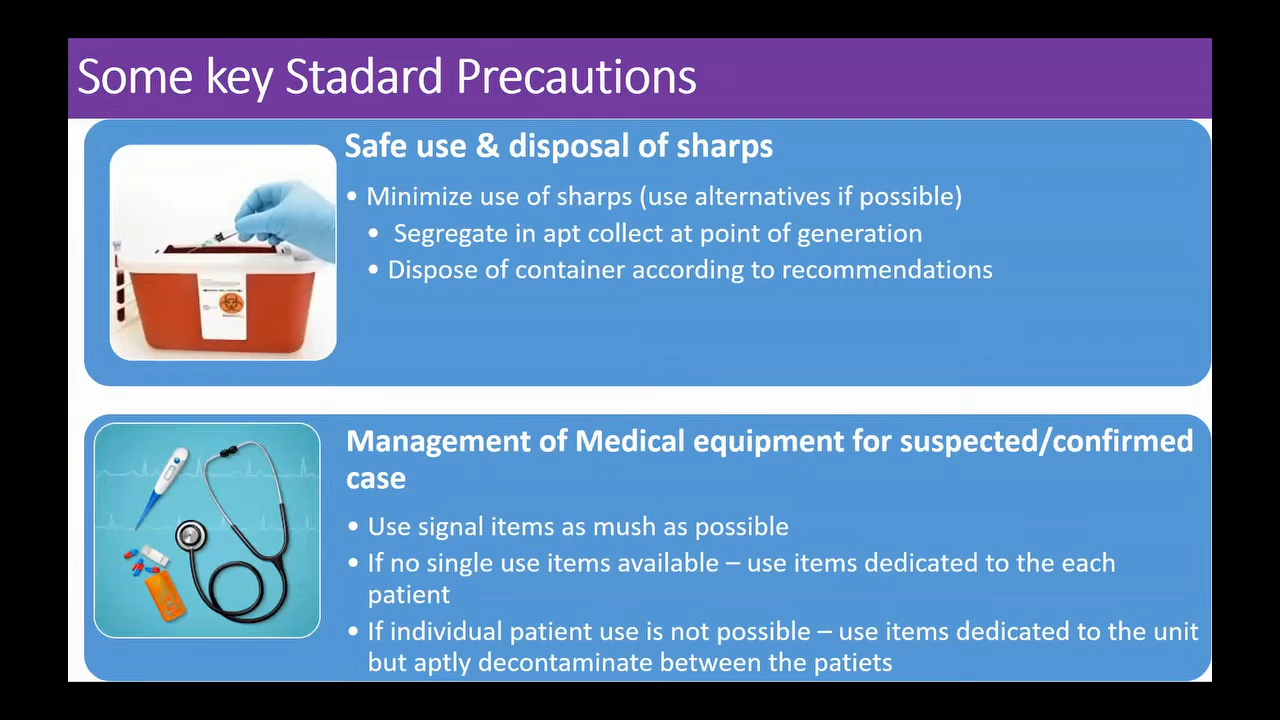 Some key Stadard Precautions
Safe use & disposal of sharps
• Minimize use of sharps (use alternatives if possible)
• Segregate in apt collect at point of generation
• Dispose of container according to recommendations
Management of Medical equipment for suspected/confirmed
case
• Use signal items as mush as possible
• If no single use items available – use items dedicated to the each
patient
• If individual patient use is not possible – use items dedicated to the unit
but aptly decontaminate between the patiets